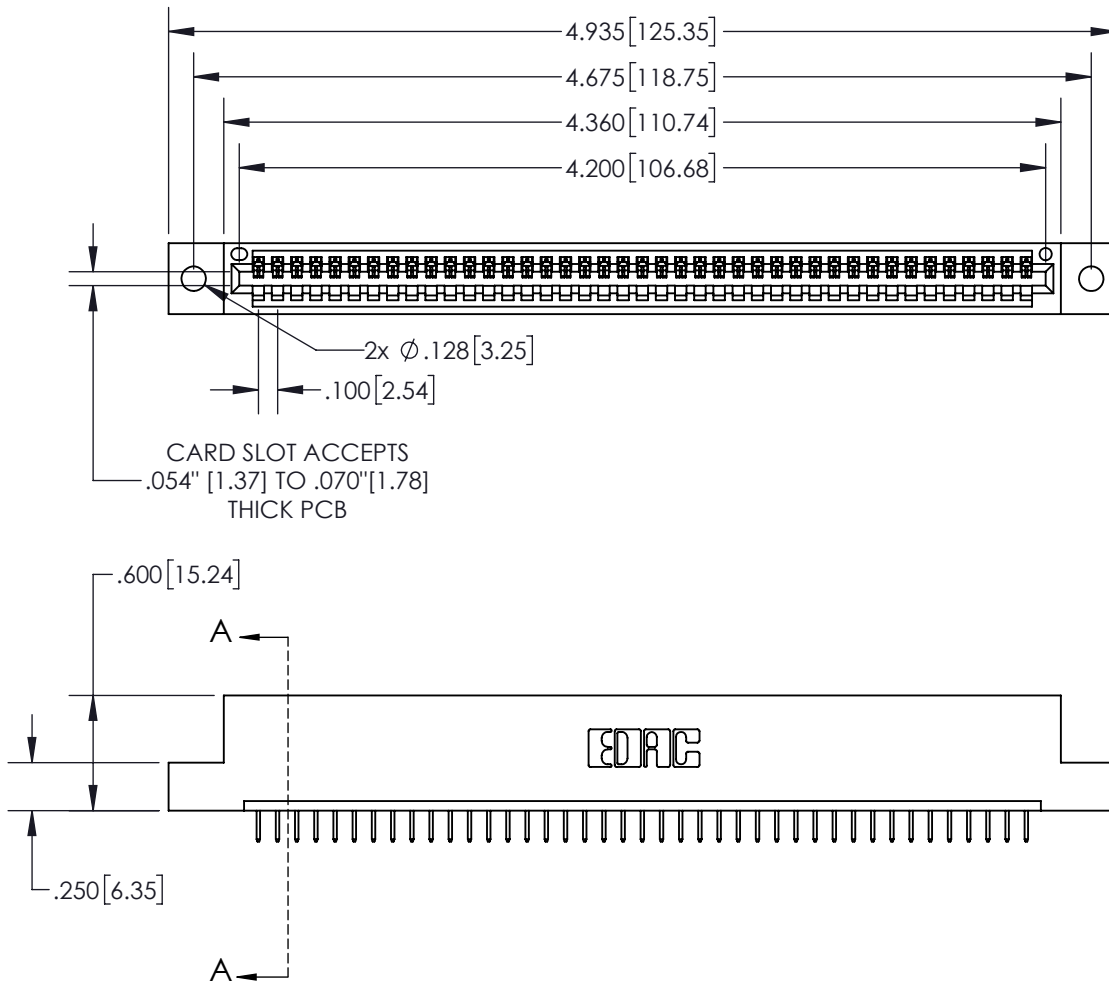 4.935[125.35]
4.675[118.75]
4.360[110.74]
4.200[106.68]
2x Ø.128[3.25]
.100[2.54]
CARD SLOT ACCEPTS
.054" [1.37] TO .070"[1.78]
THICK PCB
.600[15.24]
A
EDAC
.250[6.35]
A